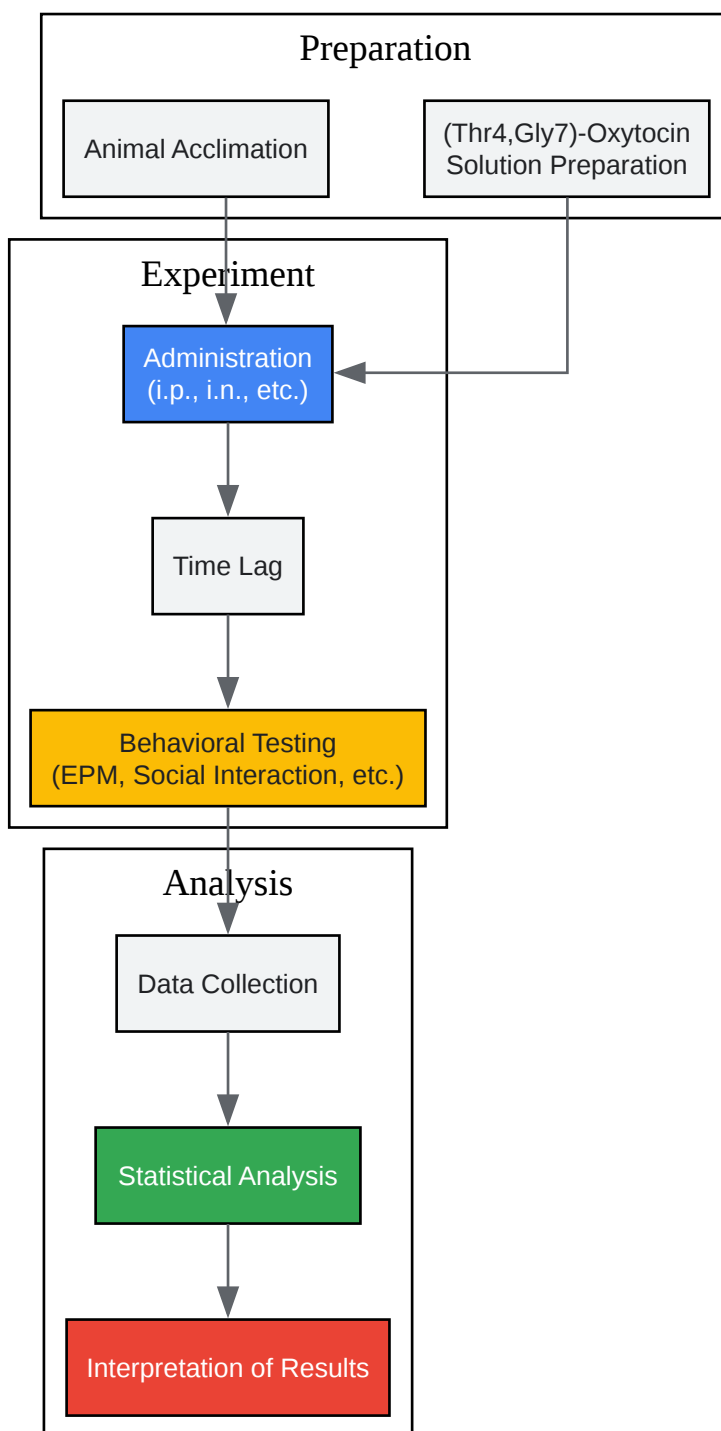 Preparation
Animal Acclimation
(Thr4,Gly7)-Oxytocin
Solution Preparation
Experiment
Administration
(i.p., i.n., etc.)
Time Lag
Behavioral Testing
(EPM, Social Interaction, etc.)
Analysis
Data Collection
Statistical Analysis
Interpretation of Results